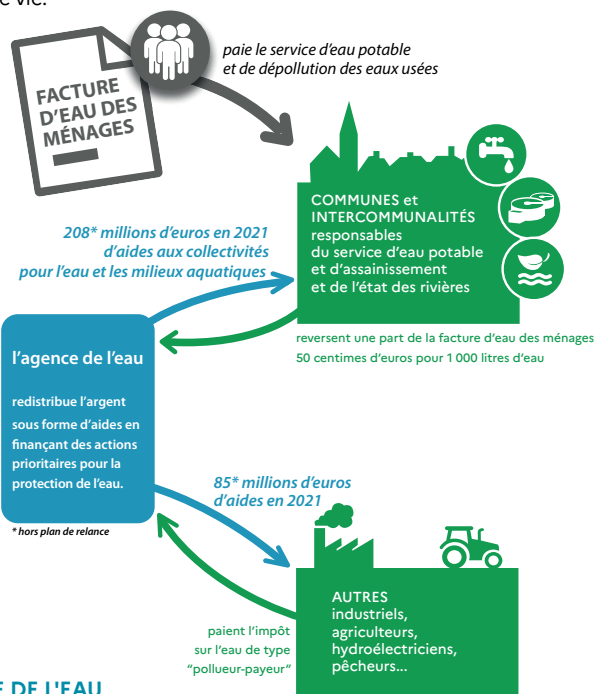 e vie.
paie le service d'eau potable
et de dépollution des eaux usées
FACTURE
D'EAU DES
MÉNAGES
COMMUNES et
INTERCOMMUNALITÉS
responsables
du service d'eau potable
et d'assainissement
et de l'état des rivières
208* millions d'euros en 2021
d'aides aux collectivités
pour l'eau et les milieux aquatiques
reversent une part de la facture d'eau des ménages
50 centimes d'euros pour 1 000 litres d'eau
l'agence de l'eau
redistribue l'argent
sous forme d'aides en
finançant des actions
prioritaires pour la
protection de l'eau.
* hors plan de relance
85* millions d'euros
d'aides en 2021
AUTRES
industriels,
agriculteurs,
hydroélectriciens,
pêcheurs...
paient l'impôt
sur l'eau de type
"pollueur-payeur"
E DE L'EAU